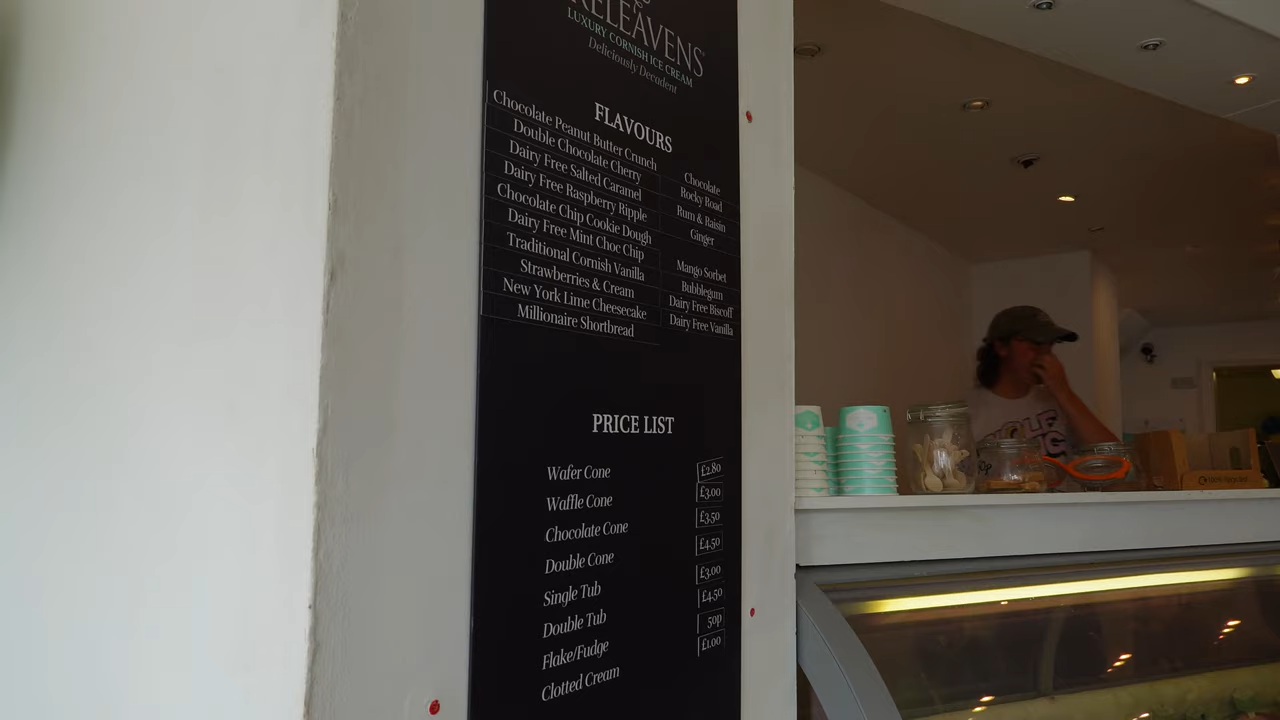 RELEAVENS
LUXURY CORNISH ICE CREAM
Deliciously Decadent
FLAVOURS
Chocolate Peanut Butter Crunch
Double Chocolate Cherry
Dairy Free Salted Caramel
Dairy Free Raspberry Ripple
Chocolate Chip Cookie Dough
Dairy Free Mint Choc Chip
Traditional Cornish Vanilla
Strawberries & Cream
New York Lime Cheesecake
Millionaire Shortbread
Chocolate
Rocky Road
Rum & Raisin
Ginger
Mango Sorbet
Bubblegum
Dairy Free Biscoff
Dairy Free Vanilla
PRICE LIST
Wafer Cone £2.80
Waffle Cone £3.00
Chocolate Cone £3.50
Double Cone £4.50
Single Tub £3.00
Double Tub £4.50
Flake/Fudge 50p
Clotted Cream £1.00